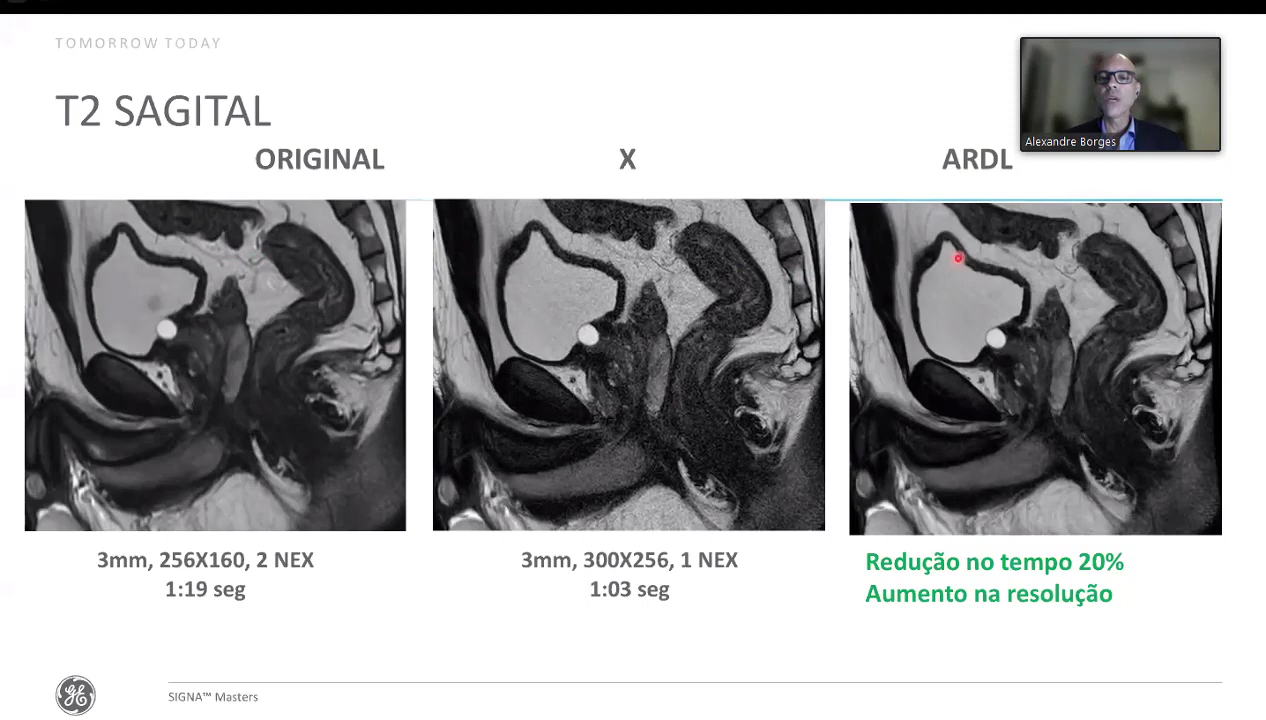 TOMORROW TODAY
T2 SAGITAL
ORIGINAL X ARDL
Alexandre Borges
3mm, 256X160, 2 NEX
1:19 seg
3mm, 300X256, 1 NEX
1:03 seg
Redução no tempo 20%
Aumento na resolução
GE
SIGNA™ Masters